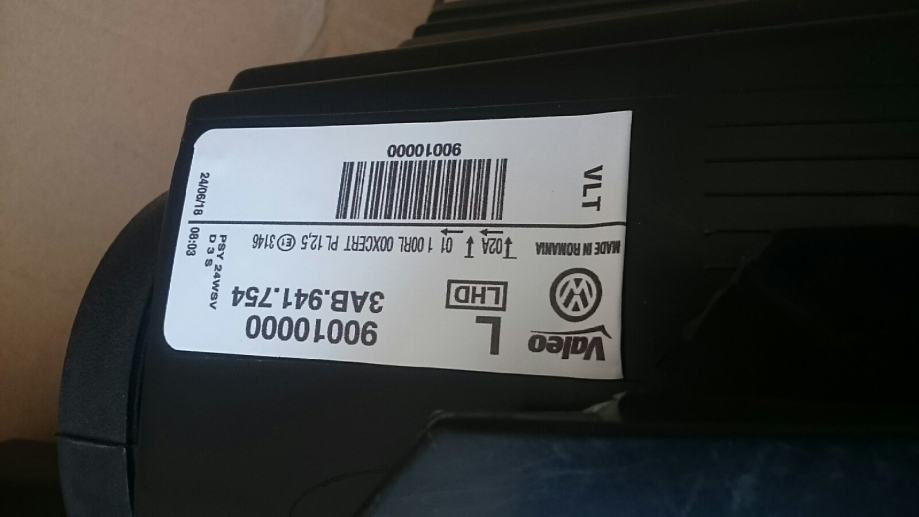 Valeo
L
LHD
90010000
3AB.941.754
MADE IN ROMANIA
02A 01 1 00RL 00XCERT PL 12,5 E1 3146
PSY 24WSV
D 3 S
VLT
90010000
24/06/18 08:03